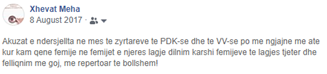 Xhevat Meha
8 August 2017 ·
Akuzat e ndersjellta ne mes te zyrtareve te PDK-se dhe te VV-se po me ngjajne me ate
kur kam qene femije ne femijet e njeres lagje dilnim karshi femijeve te lagjes tjeter dhe
felliqnim me goj, me repertoar te bollshem!